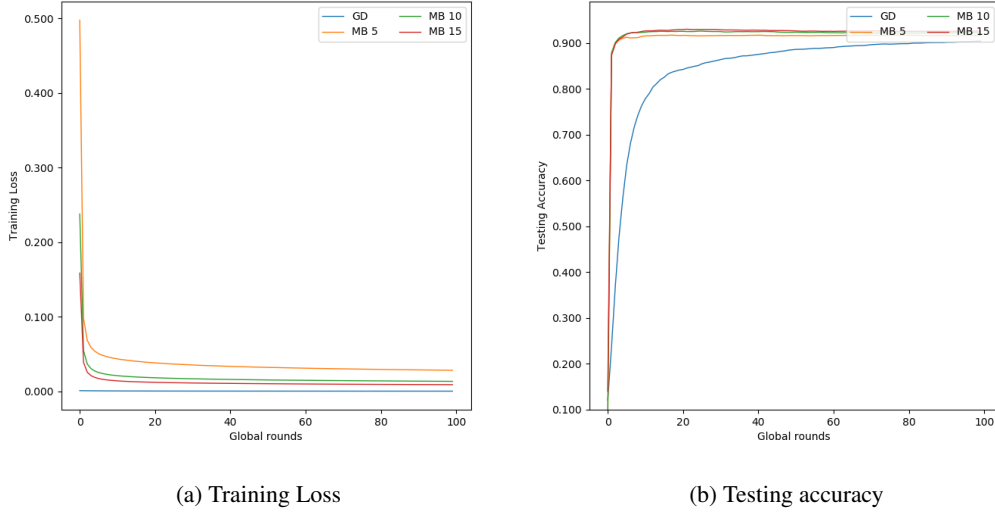 GD
MB 5
MB 10
MB 15
0.500
0.400
0.300
0.200
0.100
0.000
Training Loss
0 20 40 60 80 100
Global rounds
(a) Training Loss
GD
MB 5
MB 10
MB 15
0.900
0.800
0.700
0.600
0.500
0.400
0.300
0.200
0.100
Testing Accuracy
0 20 40 60 80 100
Global rounds
(b) Testing accuracy